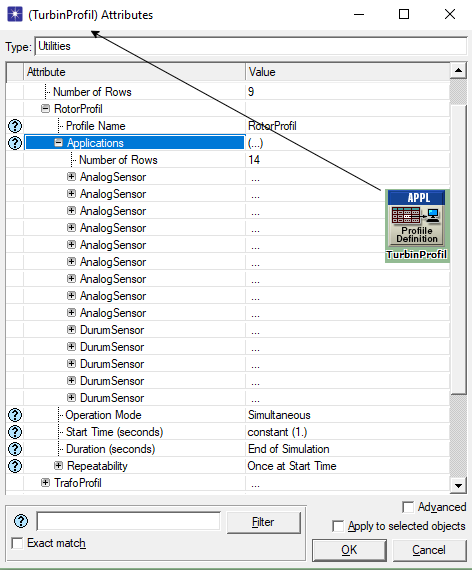 (TurbinProfil) Attributes
Type: Utilities
Attribute Value
Number of Rows 9
RotorProfil
Profile Name RotorProfil
Applications (...)
Number of Rows 14
AnalogSensor ...
AnalogSensor ...
AnalogSensor ...
AnalogSensor ...
AnalogSensor ...
AnalogSensor ...
AnalogSensor ...
AnalogSensor ...
AnalogSensor ...
DurumSensor ...
DurumSensor ...
DurumSensor ...
DurumSensor ...
DurumSensor ...
Operation Mode Simultaneous
Start Time (seconds) constant (1.)
Duration (seconds) End of Simulation
Repeatability Once at Start Time
TrafoProfil ...
APPL
Profile
Definition
TurbinProfil
Advanced
Filter
Apply to selected objects
Exact match
OK Cancel